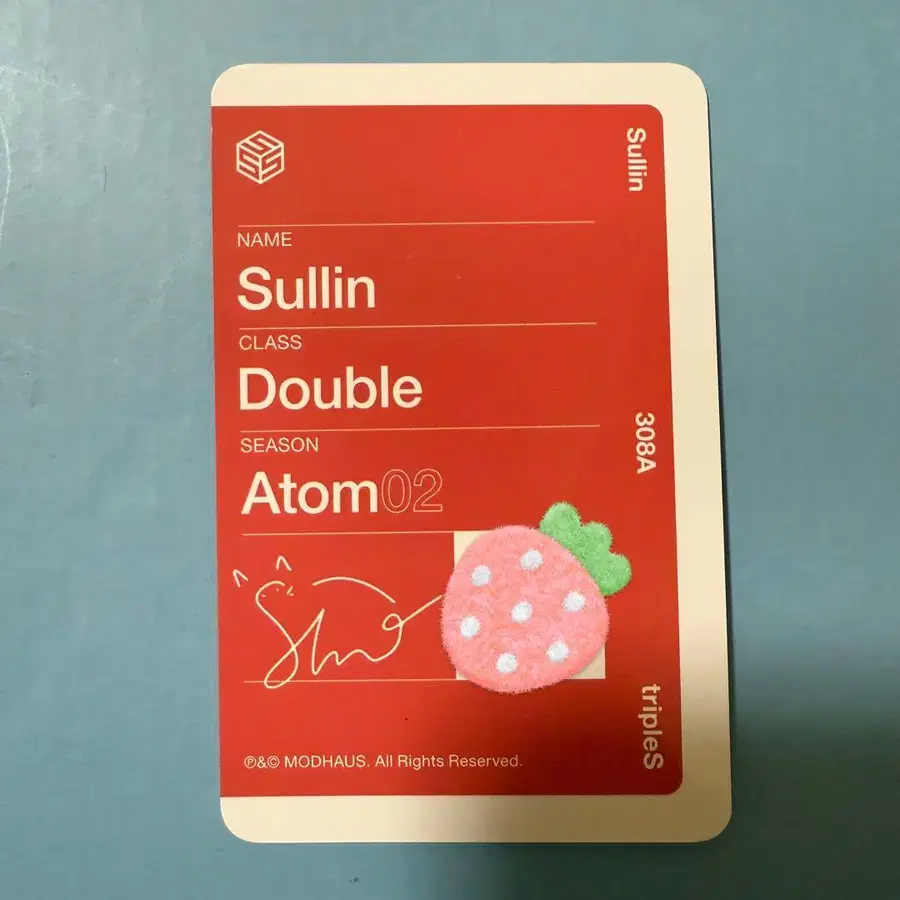 NAME
Sullin
CLASS
Double
SEASON
Atom02
℗&© MODHAUS. All Rights Reserved.
Sullin
308A
tripleS